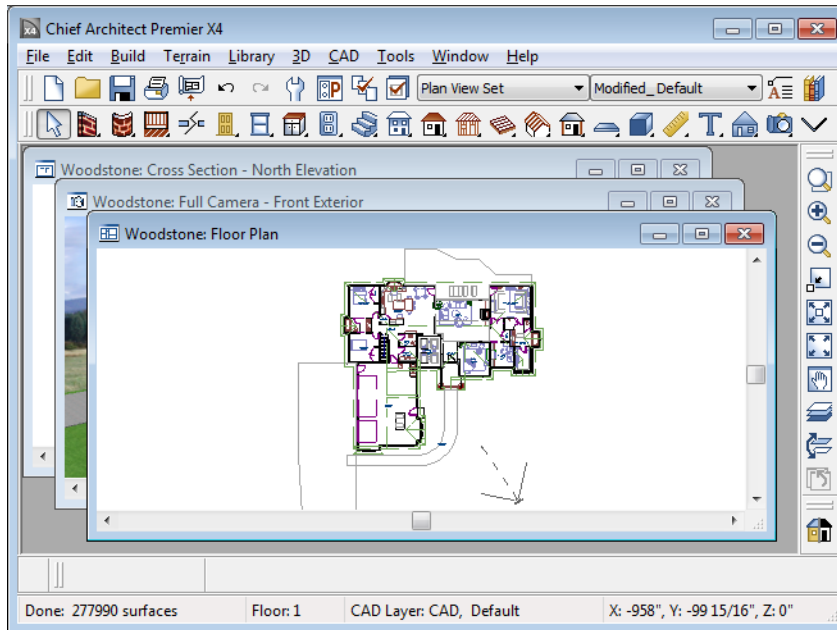 X4 Chief Architect Premier X4
File Edit Build Terrain Library 3D CAD Tools Window Help
P Plan View Set Modified_Default A
T
Woodstone: Cross Section - North Elevation
Woodstone: Full Camera - Front Exterior
Woodstone: Floor Plan
Done: 277990 surfaces Floor: 1 CAD Layer: CAD, Default X: -958", Y: -99 15/16", Z: 0"